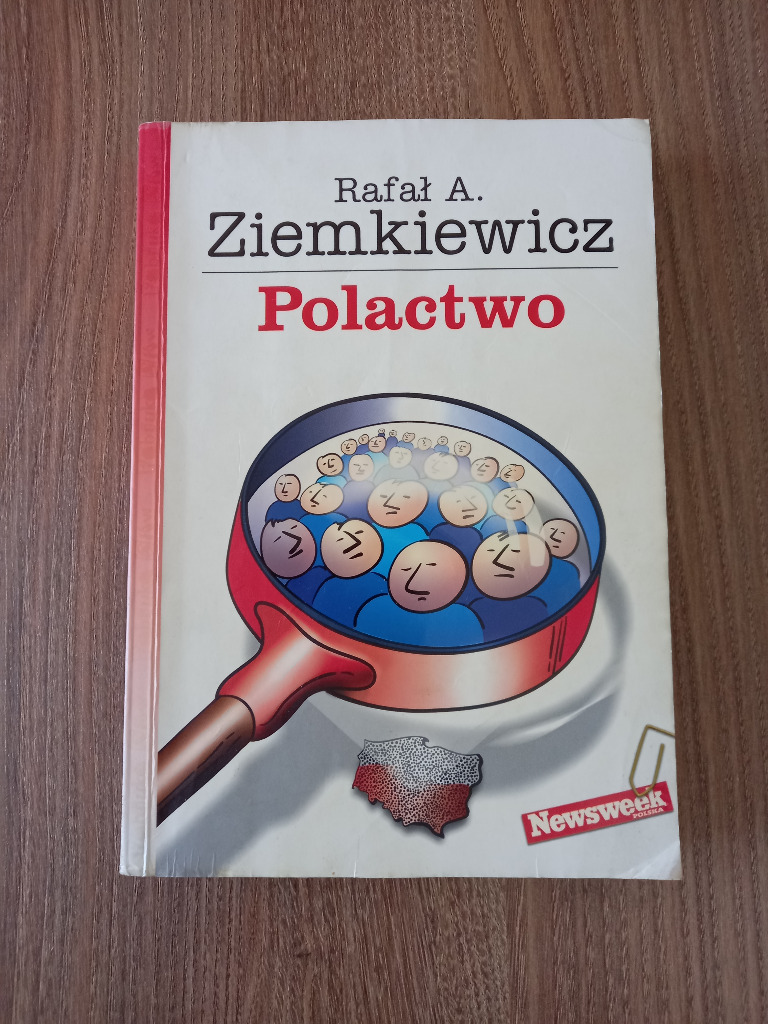 Rafał A.
Ziemkiewicz
Polactwo
Newsweek
POLSKA